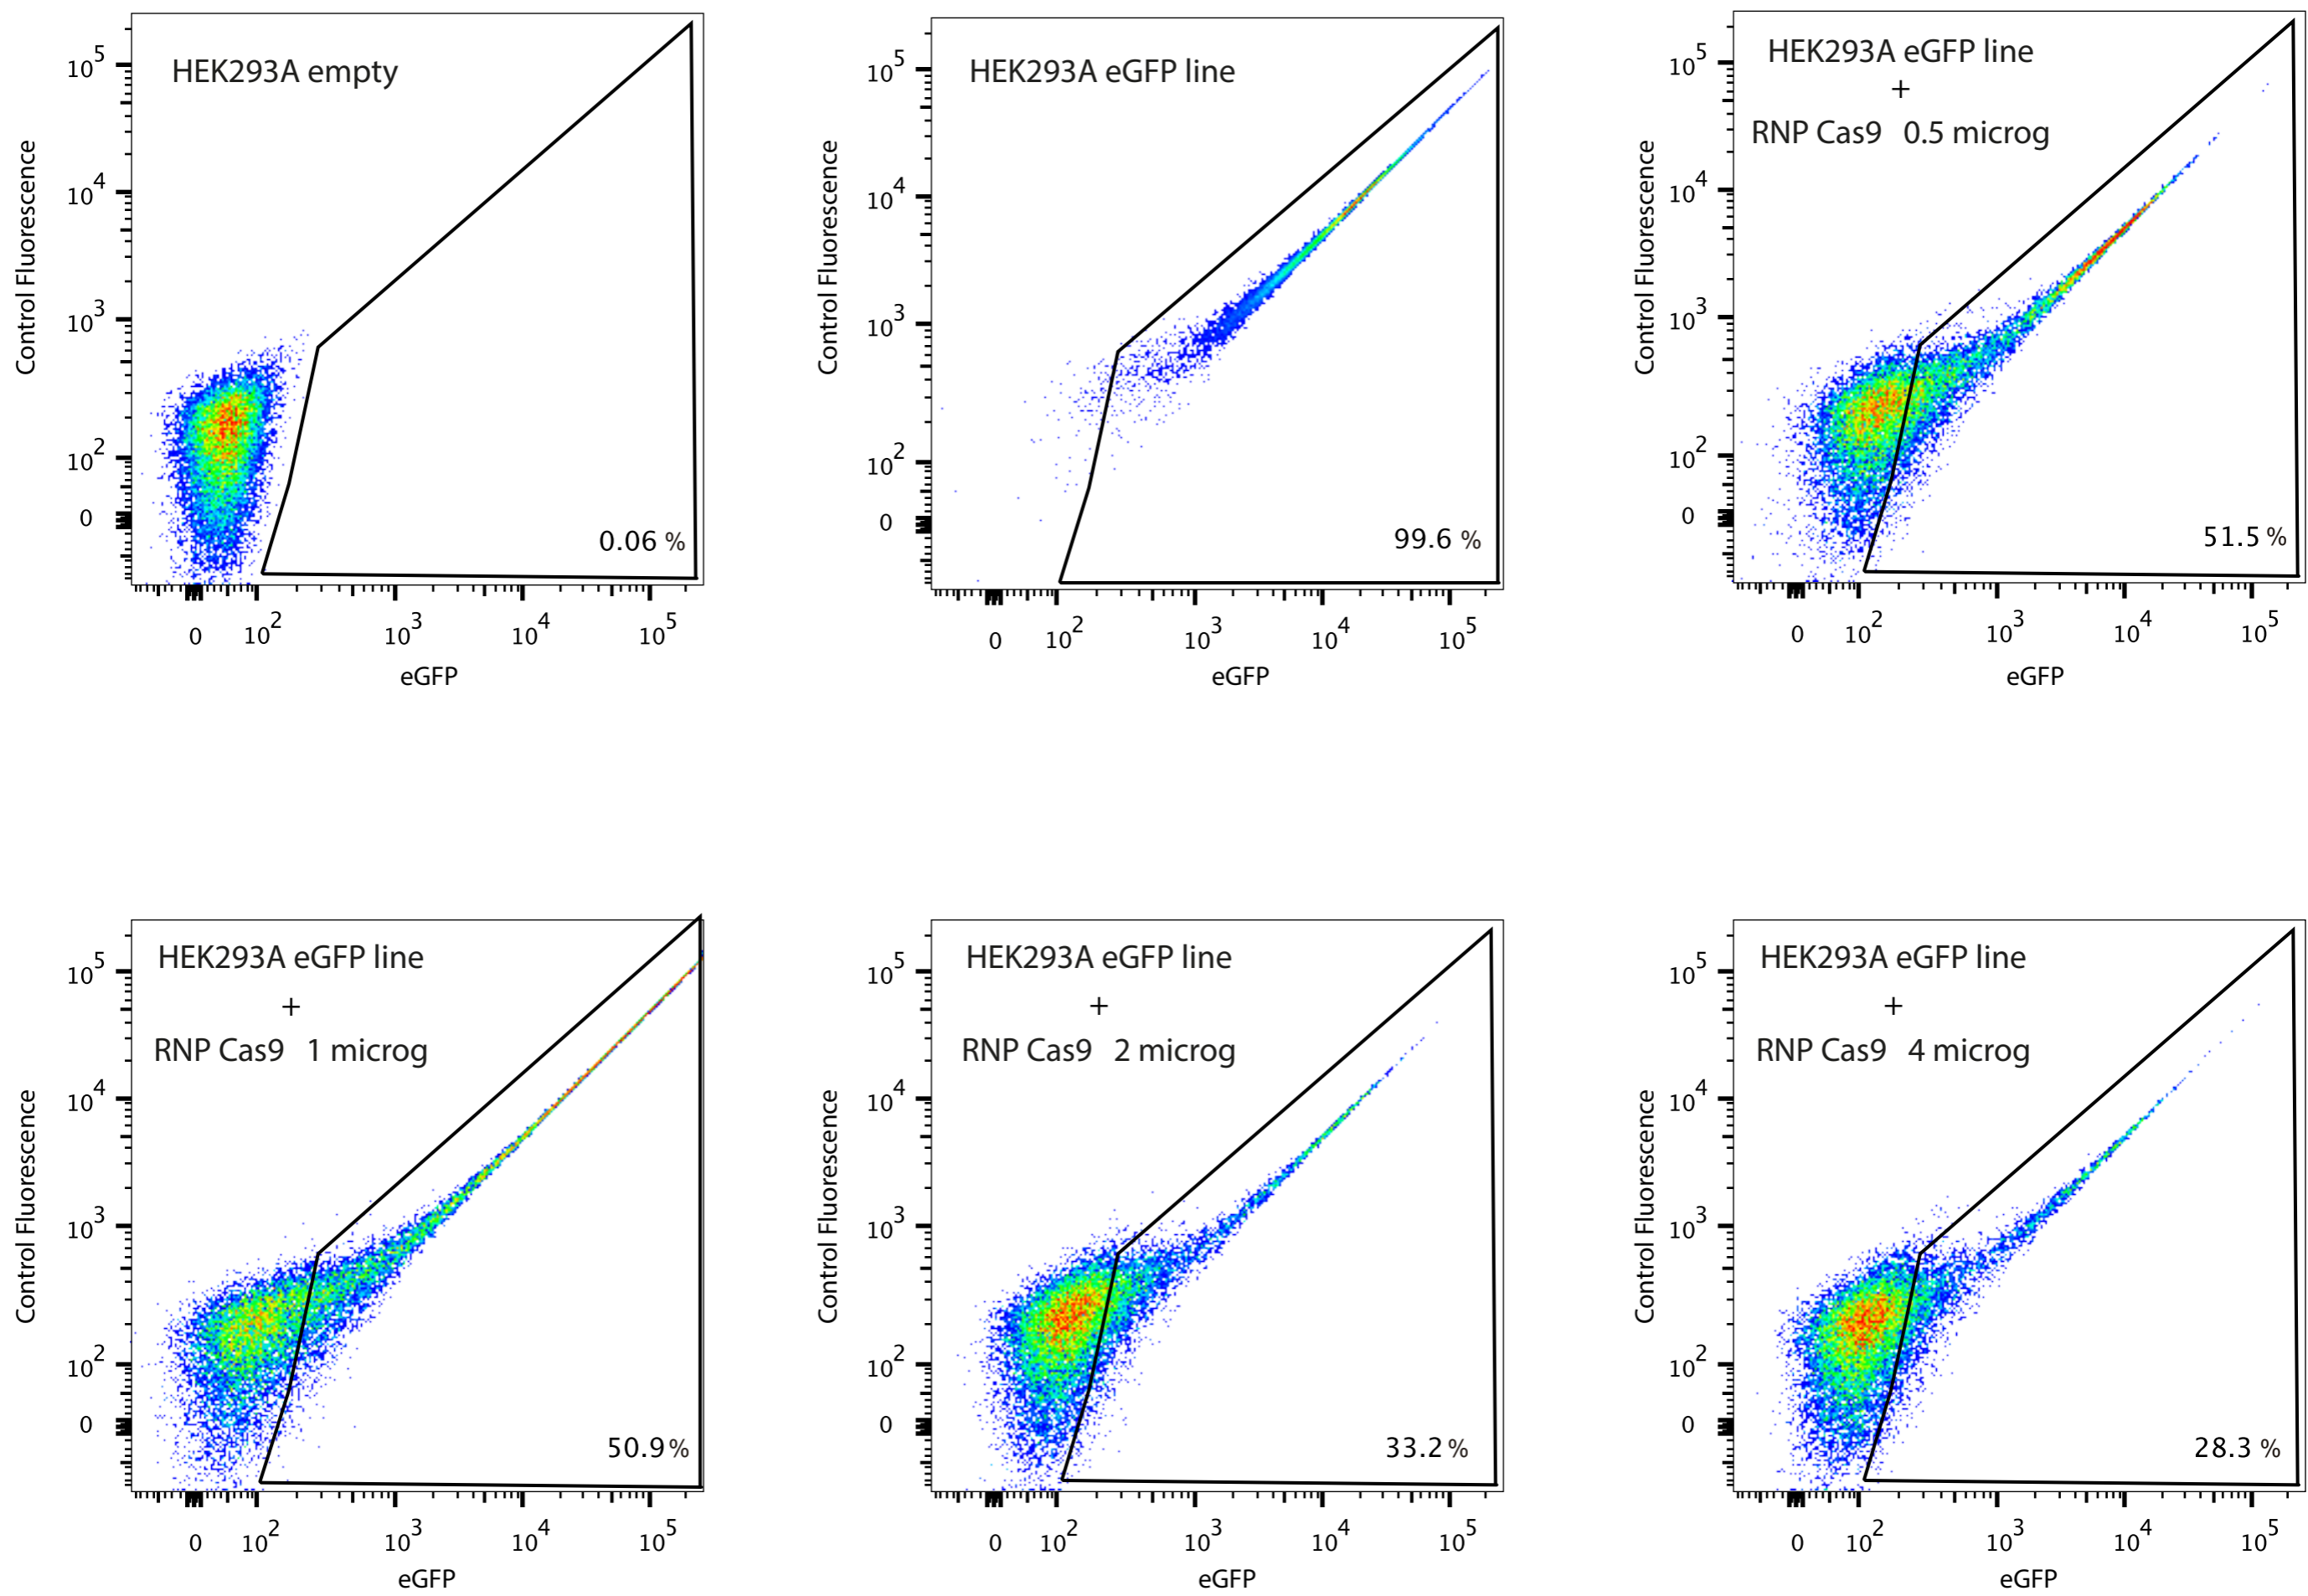 HEK293A empty
Control Fluorescence
10^5
10^4
10^3
10^2
0
0.06 %
0 10^2 10^3 10^4 10^5
eGFP
HEK293A eGFP line
Control Fluorescence
10^5
10^4
10^3
10^2
0
99.6 %
0 10^2 10^3 10^4 10^5
eGFP
HEK293A eGFP line
+
RNP Cas9 0.5 microg
Control Fluorescence
10^5
10^4
10^3
10^2
0
51.5 %
0 10^2 10^3 10^4 10^5
eGFP
HEK293A eGFP line
+
RNP Cas9 1 microg
Control Fluorescence
10^5
10^4
10^3
10^2
0
50.9 %
0 10^2 10^3 10^4 10^5
eGFP
HEK293A eGFP line
+
RNP Cas9 2 microg
Control Fluorescence
10^5
10^4
10^3
10^2
0
33.2 %
0 10^2 10^3 10^4 10^5
eGFP
HEK293A eGFP line
+
RNP Cas9 4 microg
Control Fluorescence
10^5
10^4
10^3
10^2
0
28.3 %
0 10^2 10^3 10^4 10^5
eGFP